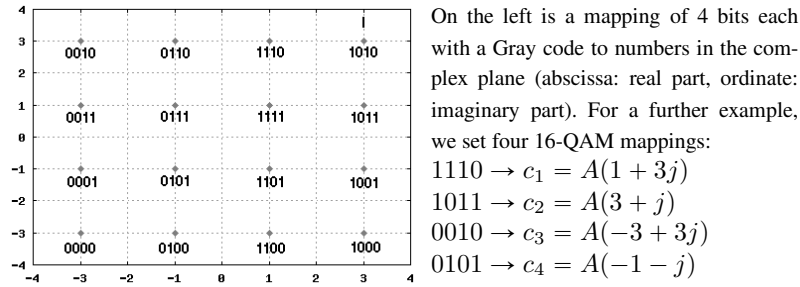 4
3
2
1
0
-1
-2
-3
-4
I
0010 0110 1110 1010
0011 0111 1111 1011
0001 0101 1101 1001
0000 0100 1100 1000
-4 -3 -2 -1 0 1 2 3 4
On the left is a mapping of 4 bits each
with a Gray code to numbers in the com-
plex plane (abscissa: real part, ordinate:
imaginary part). For a further example,
we set four 16-QAM mappings:
1110 → c₁ = A(1 + 3j)
1011 → c₂ = A(3 + j)
0010 → c₃ = A(−3 + 3j)
0101 → c₄ = A(−1 − j)